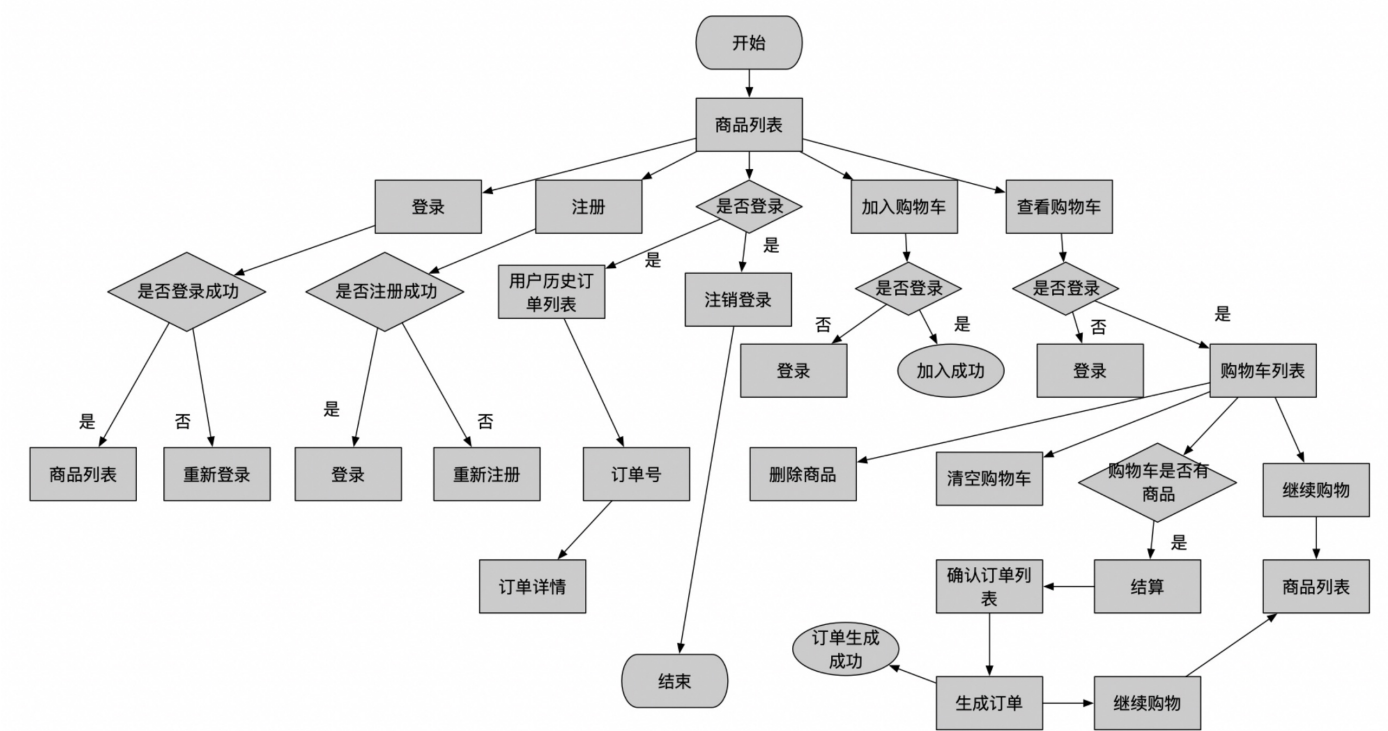 开始
商品列表
登录
注册
是否登录
加入购物车
查看购物车
是否登录成功
是否注册成功
用户历史订
单列表
是
是
注销登录
是否登录
是否登录
否
是
否
是
登录
加入成功
登录
购物车列表
是
否
是
否
商品列表
重新登录
登录
重新注册
订单号
删除商品
清空购物车
购物车是否有
商品
继续购物
是
订单详情
确认订单列
表
结算
商品列表
订单生成
成功
结束
生成订单
继续购物